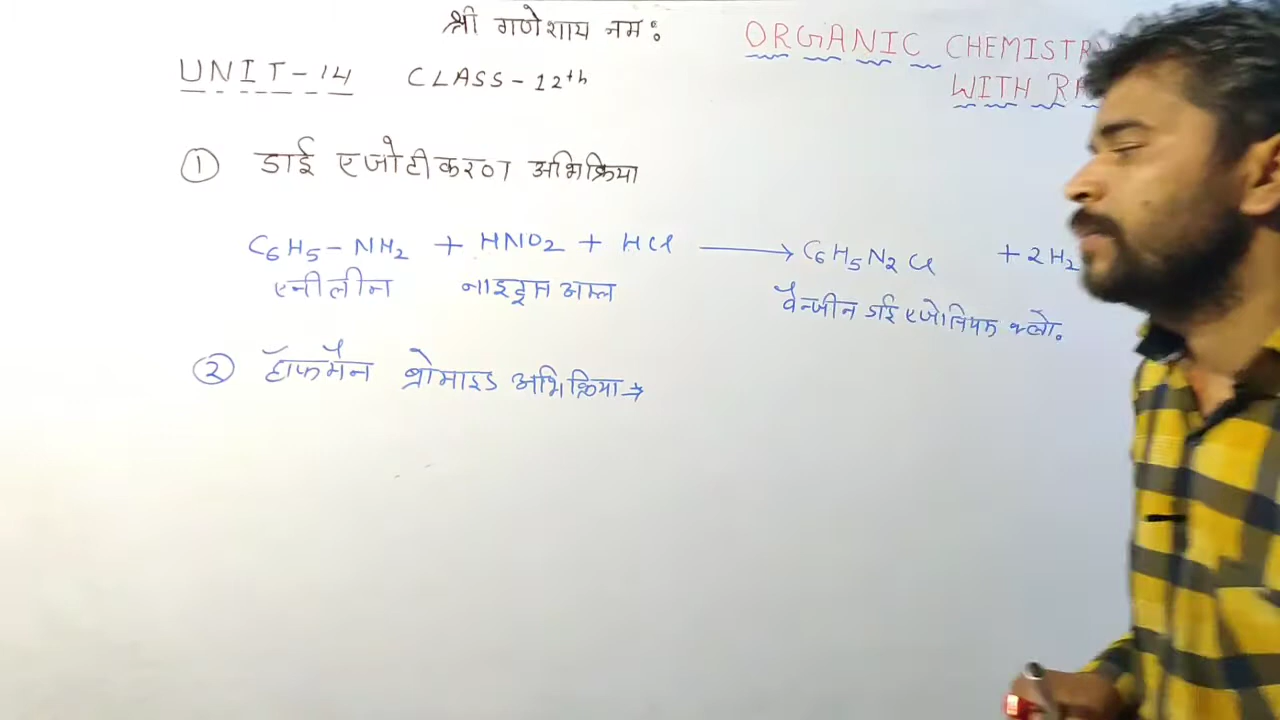 श्री गणेशाय नमः
ORGANIC CHEMISTRY
WITH
UNIT-14 CLASS-12th
① डाई एजोटीकरण अभिक्रिया
C6H5-NH2 + HNO2 + HCl ⟶ C6H5N2Cl + 2H2
एनीलीन नाइट्रस अम्ल वैन्जीन डाई एजोनियम क्लो.
② हॉफमैन ब्रोमाइड अभिक्रिया→